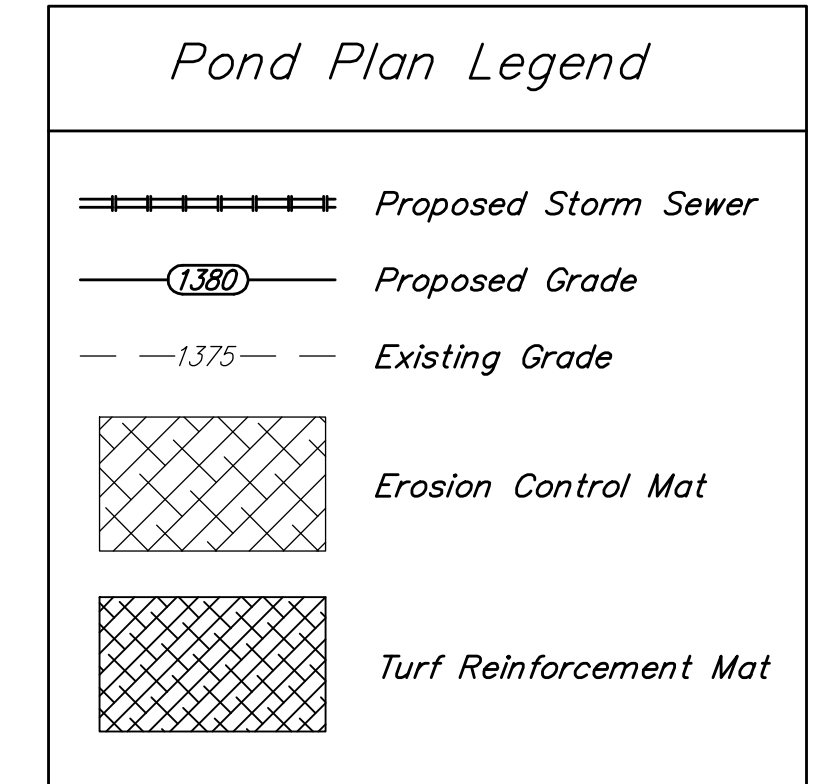 Pond Plan Legend
Proposed Storm Sewer
1380 Proposed Grade
1375 Existing Grade
Erosion Control Mat
Turf Reinforcement Mat